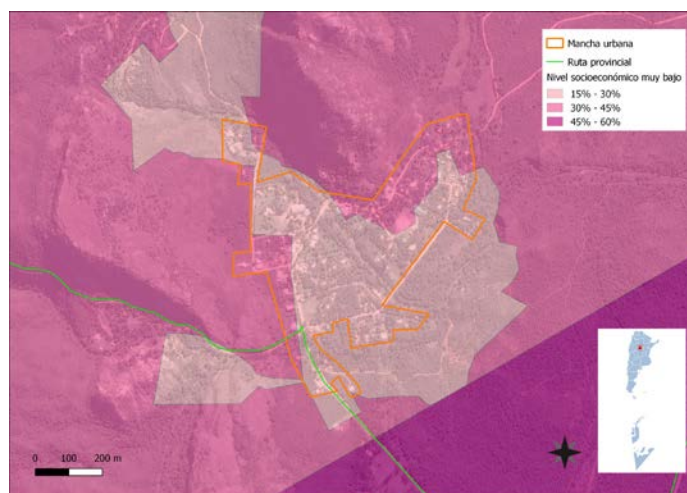 Mancha urbana
Ruta provincial
Nivel socioeconómico muy bajo
15% - 30%
30% - 45%
45% - 60%
0 100 200 m